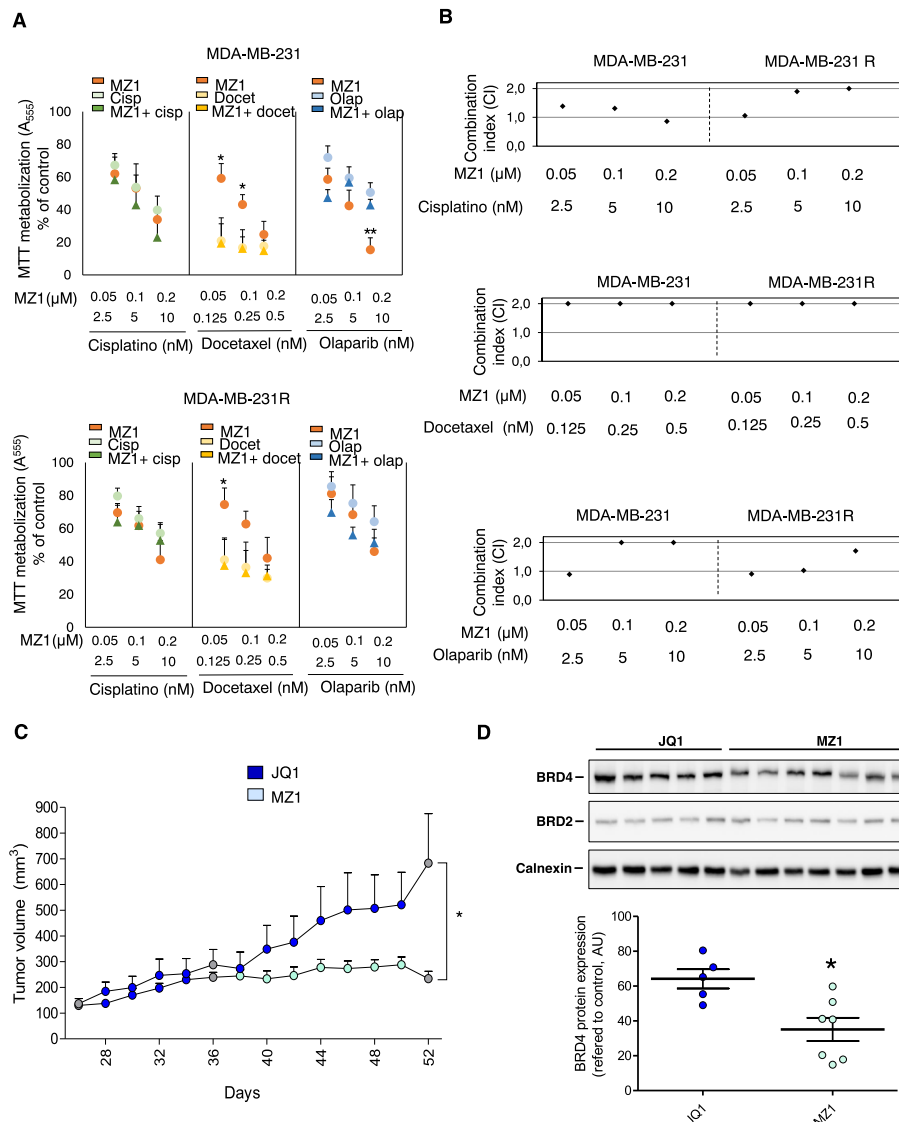 A
MDA-MB-231
MZ1 MZ1 MZ1
Cisp Docet Olap
MZ1+ cisp MZ1+ docet MZ1+ olap
MTT metabolization (A555)
% of control
100
80
60
40
20
0
* * **
MZ1(µM) 0.05 0.1 0.2 0.05 0.1 0.2 0.05 0.1 0.2
2.5 5 10 0.125 0.25 0.5 2.5 5 10
Cisplatino (nM) Docetaxel (nM) Olaparib (nM)
MDA-MB-231R
MZ1 MZ1 MZ1
Cisp Docet Olap
MZ1+ cisp MZ1+ docet MZ1+ olap
MTT metabolization (A555)
% of control
100
80
60
40
20
0
*
MZ1(µM) 0.05 0.1 0.2 0.05 0.1 0.2 0.05 0.1 0.2
2.5 5 10 0.125 0.25 0.5 2.5 5 10
Cisplatino (nM) Docetaxel (nM) Olaparib (nM)
B
MDA-MB-231 MDA-MB-231 R
Combination
index (CI)
2,0
1,0
0,0
MZ1 (µM) 0.05 0.1 0.2 0.05 0.1 0.2
Cisplatino (nM) 2.5 5 10 2.5 5 10
MDA-MB-231 MDA-MB-231R
Combination
index (CI)
2,0
1,0
0,0
MZ1 (µM) 0.05 0.1 0.2 0.05 0.1 0.2
Docetaxel (nM) 0.125 0.25 0.5 0.125 0.25 0.5
MDA-MB-231 MDA-MB-231R
Combination
index (CI)
2,0
1,0
0,0
MZ1 (µM) 0.05 0.1 0.2 0.05 0.1 0.2
Olaparib (nM) 2.5 5 10 2.5 5 10
C
JQ1
MZ1
Tumor volume (mm3)
900
800
700
600
500
400
300
200
100
0
*
28 32 36 40 44 48 52
Days
D
JQ1 MZ1
BRD4
BRD2
Calnexin
BRD4 protein expression
(refered to control, AU)
80
60
40
20
0
*
JQ1 MZ1